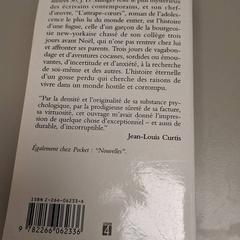 des écrivains contemporains, et son chef-
d'œuvre, "L'attrape-cœurs", roman de l'adoles-
cence le plus lu du monde entier, est l'histoire
d'une fugue, celle d'un garçon de la bourgeoi-
sie new-yorkaise chassé de son collège trois
jours avant Noël, qui n'ose pas rentrer chez lui
et affronter ses parents. Trois jours de vagabon-
dage et d'aventures cocasses, sordides ou émou-
vantes, d'incertitude et d'anxiété, à la recherche
de soi-même et des autres. L'histoire éternelle
d'un gosse perdu qui cherche des raisons de
vivre dans un monde hostile et corrompu.
"Par la densité et l'originalité de sa substance psy-
chologique, par la prodigieuse sûreté de sa facture,
sa virtuosité, cet ouvrage m'avait donné l'impres-
sion de quelque chose d'exceptionnel – et aussi de
durable, d'incorruptible."
Jean-Louis Curtis
Également chez Pocket : "Nouvelles".
ISBN 2-266-06233-6
9 782266 062336
4